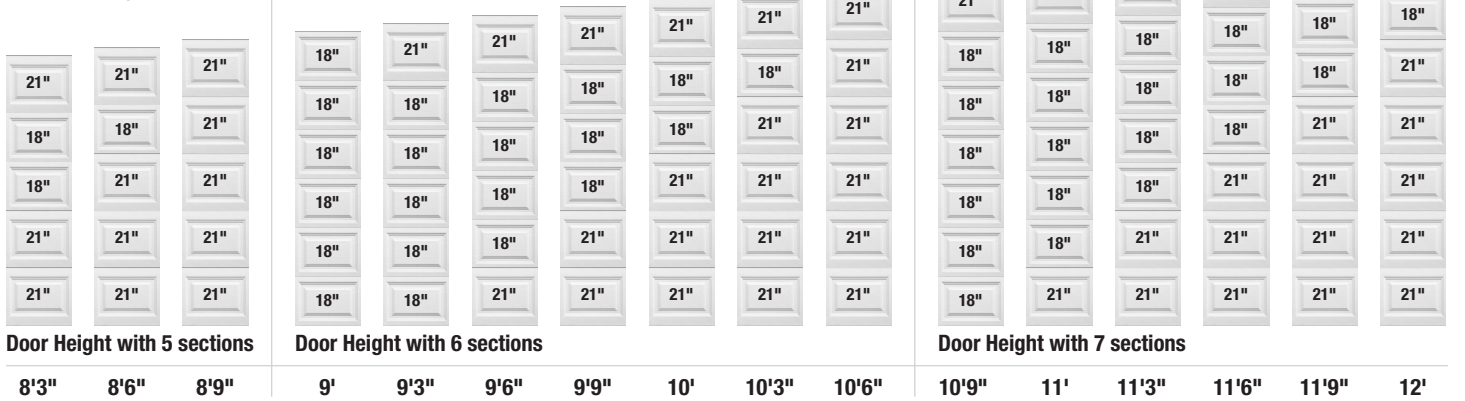 21"
18" 21" 21" 21" 21" 21" 21" 18" 18" 18" 18" 18" 18"
21" 21" 21" 18" 18" 18" 18" 18" 18" 21" 18" 18" 18" 18" 18" 21"
18" 18" 21" 18" 18" 18" 18" 18" 21" 21" 18" 18" 18" 18" 21" 21"
18" 21" 21" 18" 18" 18" 18" 21" 21" 21" 18" 18" 18" 21" 21" 21"
21" 21" 21" 18" 18" 18" 21" 21" 21" 21" 18" 18" 21" 21" 21" 21"
21" 21" 21" 18" 18" 21" 21" 21" 21" 21" 18" 21" 21" 21" 21" 21"
Door Height with 5 sections Door Height with 6 sections Door Height with 7 sections
8'3" 8'6" 8'9" 9' 9'3" 9'6" 9'9" 10' 10'3" 10'6" 10'9" 11' 11'3" 11'6" 11'9" 12'